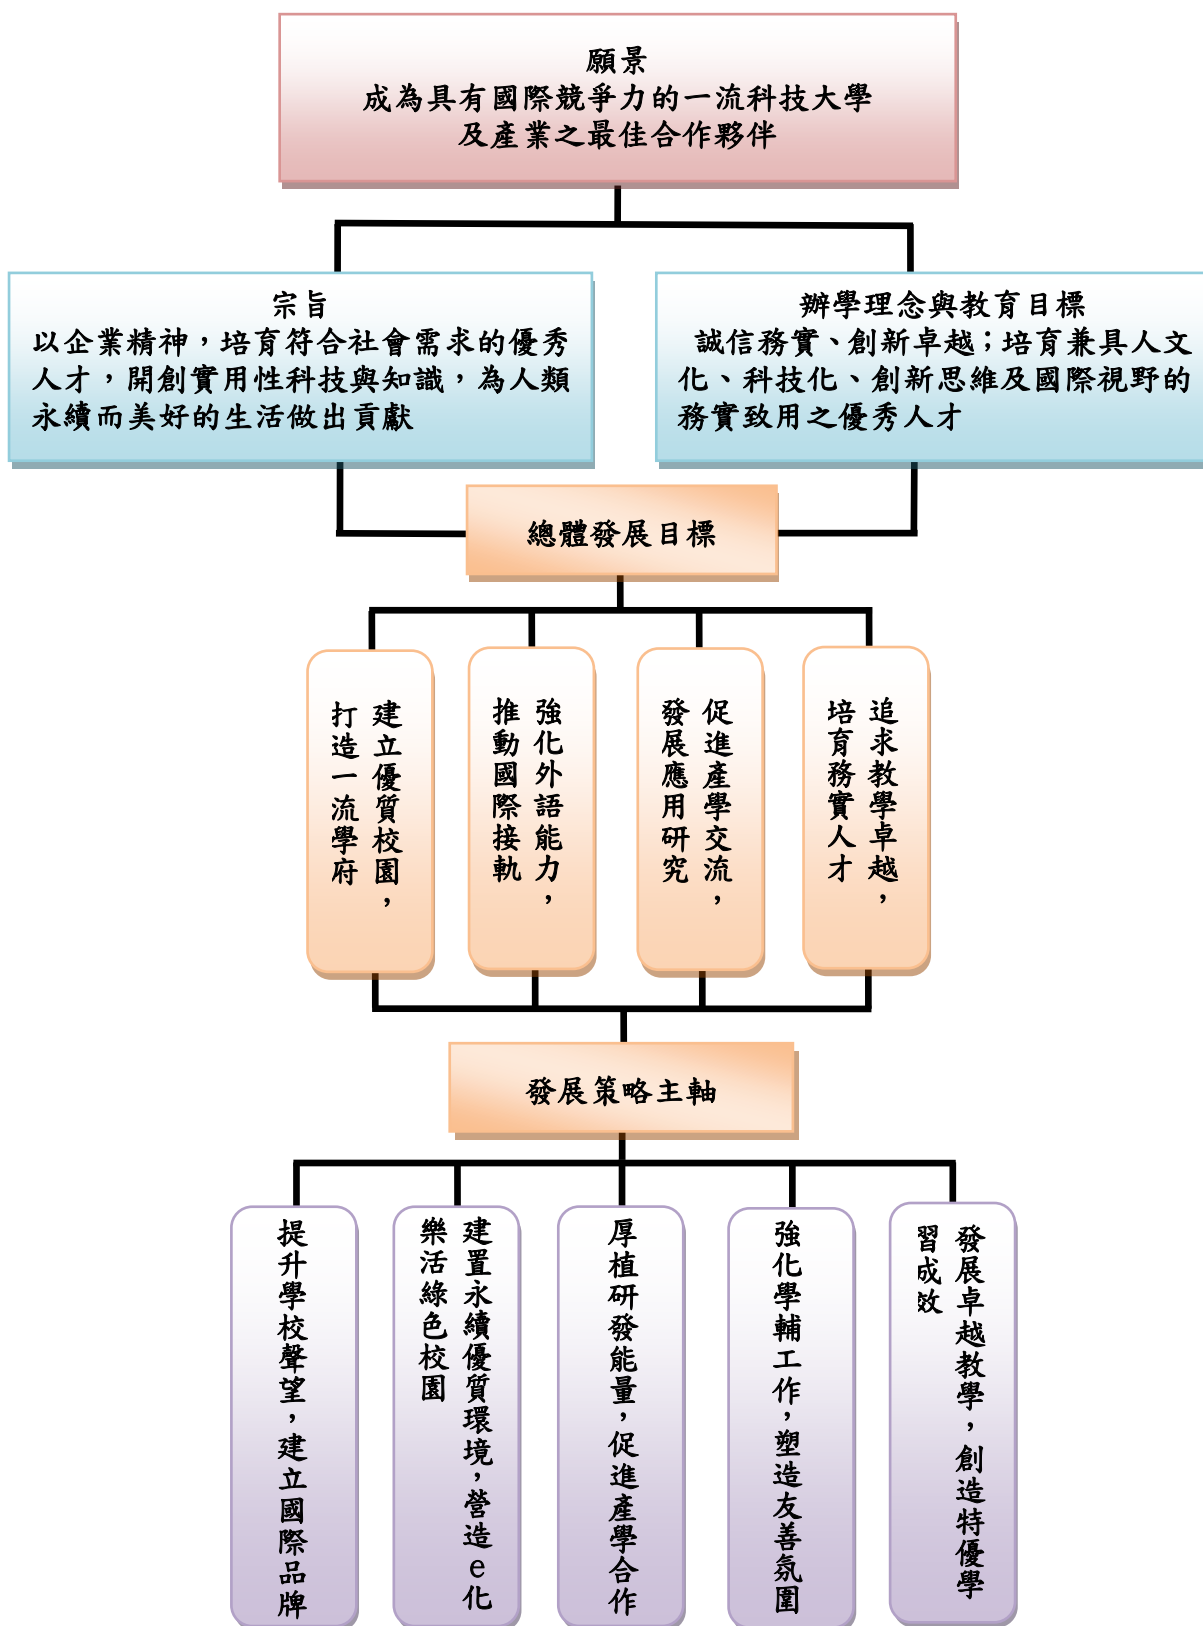 願景
成為具有國際競爭力的一流科技大學
及產業之最佳合作夥伴
宗旨
以企業精神，培育符合社會需求的優秀
人才，開創實用性科技與知識，為人類
永續而美好的生活做出貢獻
辦學理念與教育目標
誠信務實、創新卓越；培育兼具人文
化、科技化、創新思維及國際視野的
務實致用之優秀人才
總體發展目標
追求教學卓越，
培育務實人才
促進產學交流，
發展應用研究
強化外語能力，
推動國際接軌
建立優質校園，
打造一流學府
發展策略主軸
發展卓越教學，創造特優學
習成效
強化學輔工作，塑造友善氛圍
厚植研發能量，促進產學合作
建置永續優質環境，營造e化
樂活綠色校園
提升學校聲望，建立國際品牌